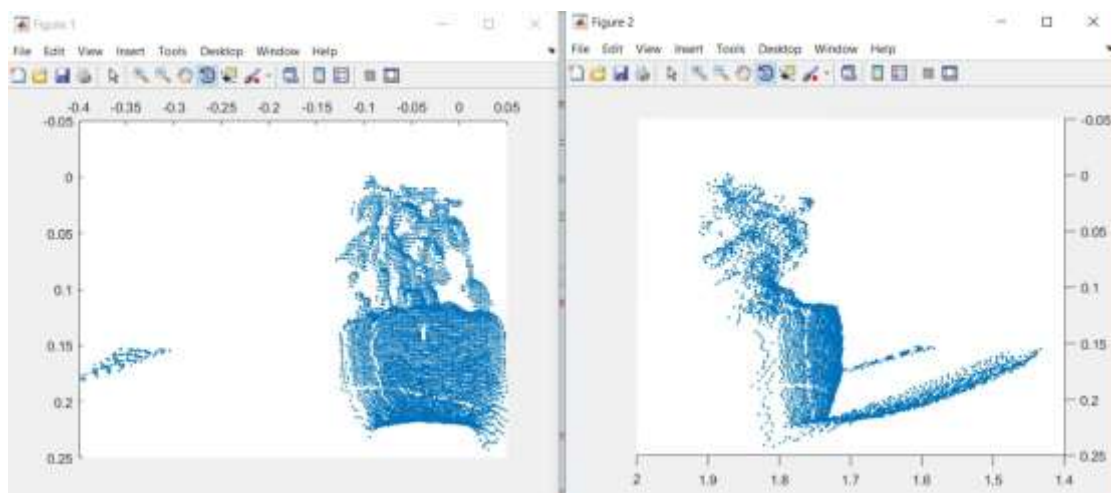 Figure 1
File Edit View Insert Tools Desktop Window Help
-0.4 -0.35 -0.3 -0.25 -0.2 -0.15 -0.1 -0.05 0 0.05
-0.05
0
0.05
0.1
0.15
0.2
0.25
Figure 2
File Edit View Insert Tools Desktop Window Help
-0.05
0
0.05
0.1
0.15
0.2
0.25
2 1.9 1.8 1.7 1.6 1.5 1.4